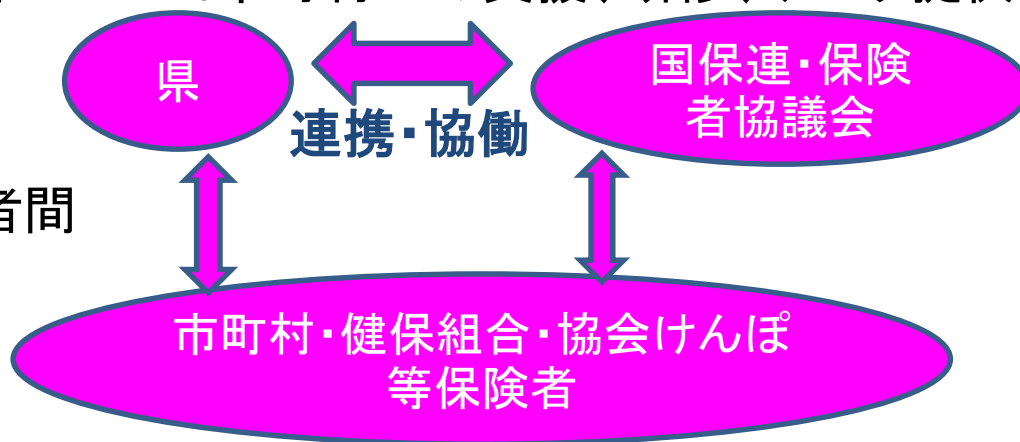 県
国保連・保険
者協議会
連携・協働
者間
市町村・健保組合・協会けんぽ
等保険者